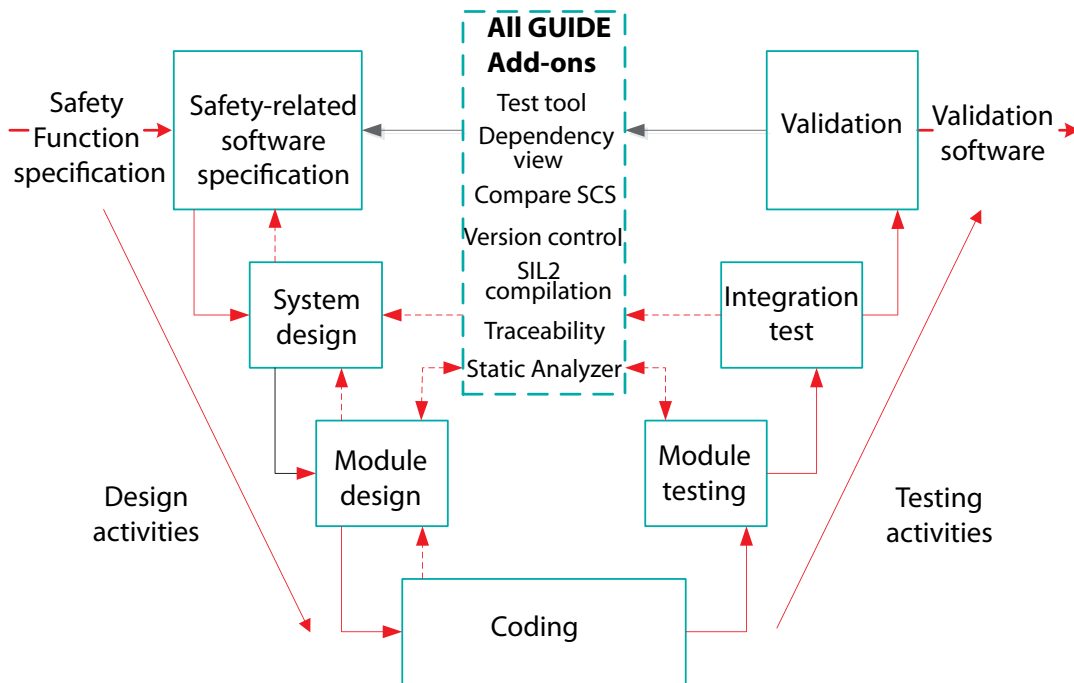 Safety
Function
specification
Safety-related
software
specification
All GUIDE
Add-ons
Test tool
Dependency
view
Compare SCS
Version control
SIL2
compilation
Traceability
Static Analyzer
Validation
Validation
software
System
design
Integration
test
Module
design
Module
testing
Design
activities
Testing
activities
Coding